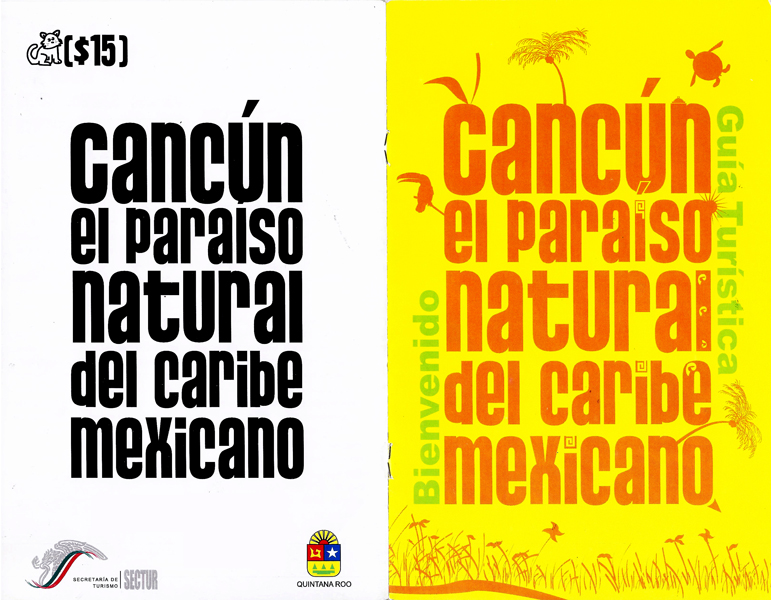 ($15)
cancún
el paraíso
natural
del caribe
mexicano
SECRETARÍA DE
TURISMO
SECTUR
QUINTANA ROO
cancún
el paraíso
natural
del caribe
mexicano
Guía Turística
Bienvenido